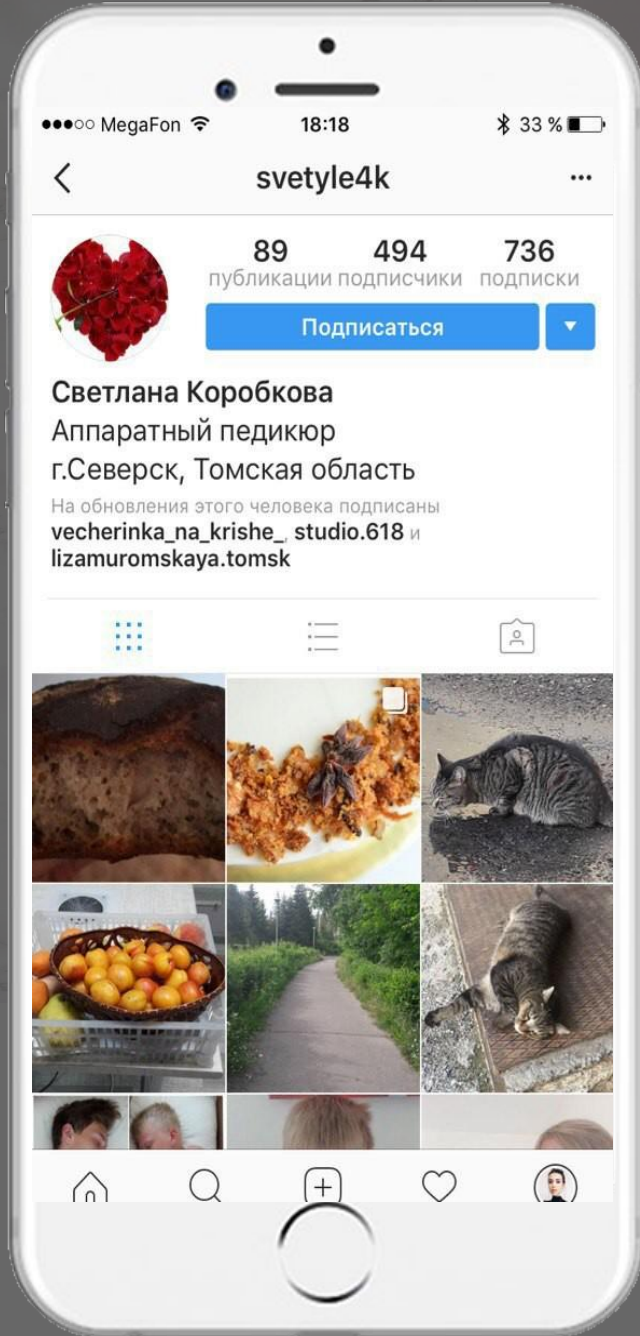 MegaFon 18:18 33 %
svetyle4k
89 494 736
публикации подписчики подписки
Подписаться
Светлана Коробкова
Аппаратный педикюр
г.Северск, Томская область
На обновления этого человека подписаны
vecherinka_na_krishe_, studio.618 и
lizamuromskaya.tomsk